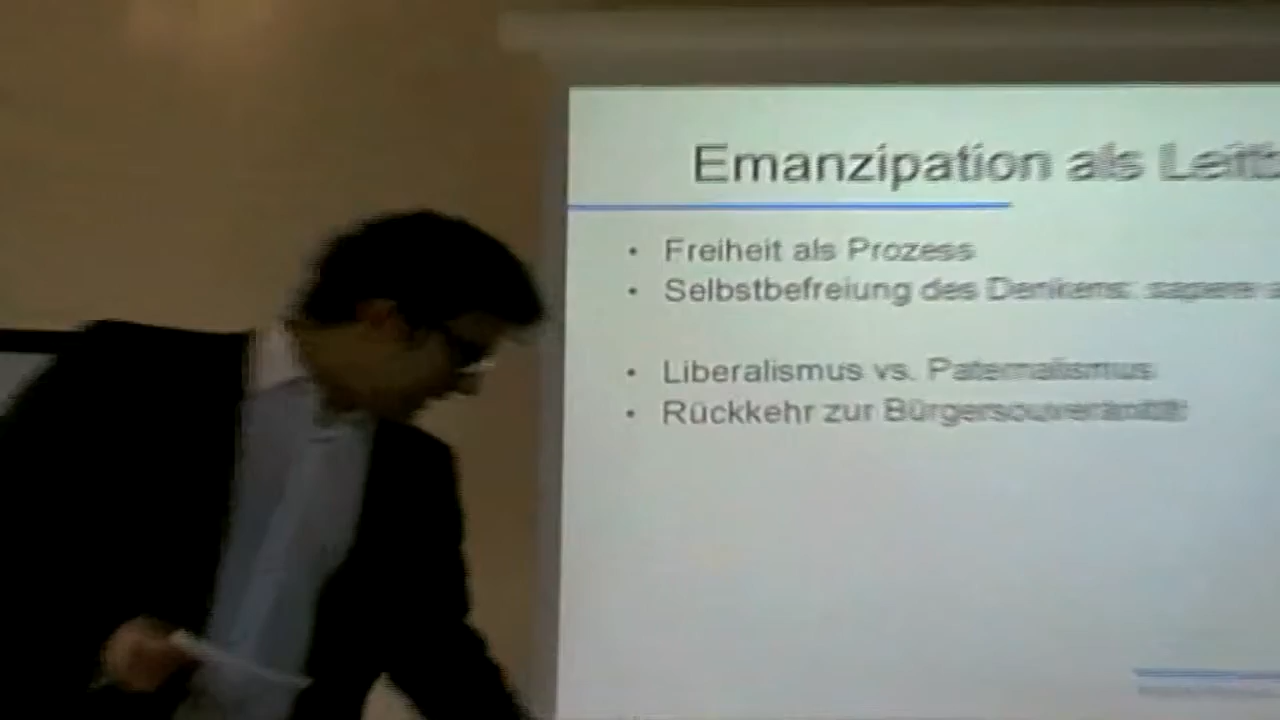 Emanzipation als Leitb
• Freiheit als Prozess
• Selbstbefreiung des Denkens: sapere a
• Liberalismus vs. Paternalismus
• Rückkehr zur Bürgersouveränität